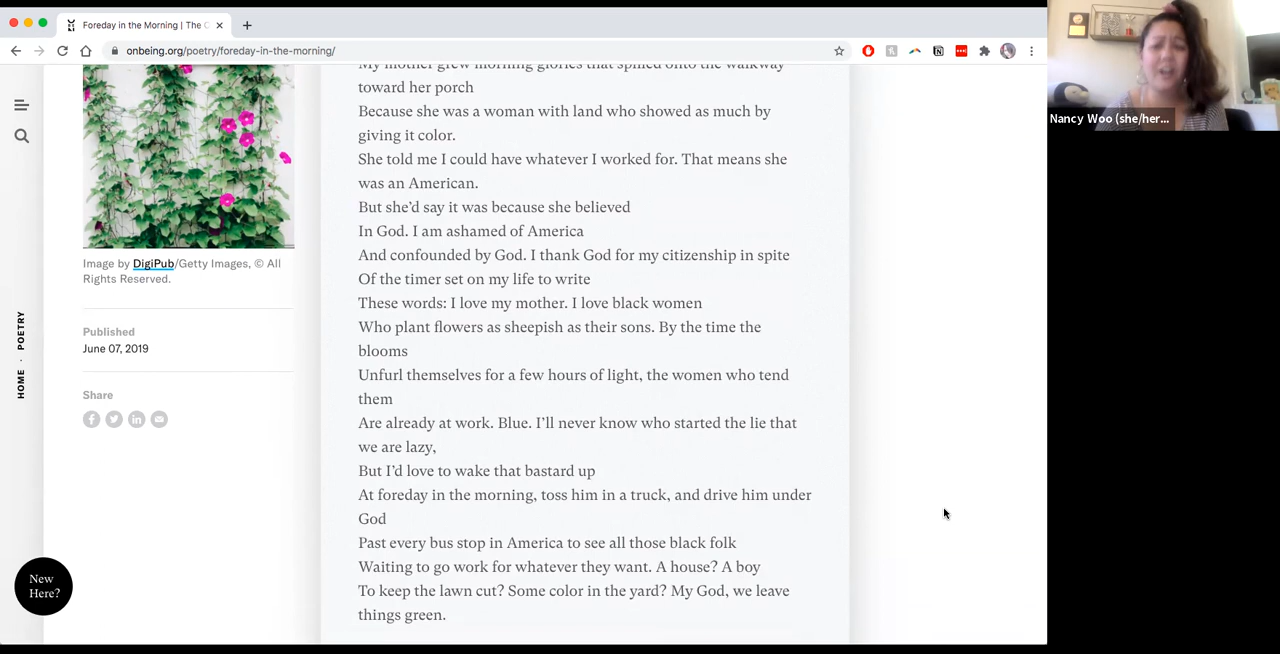 Foreday in the Morning | The C
onbeing.org/poetry/foreday-in-the-morning/
Nancy Woo (she/her...
My mother grew morning glories that spilled onto the walkway
toward her porch
Because she was a woman with land who showed as much by
giving it color.
She told me I could have whatever I worked for. That means she
was an American.
But she’d say it was because she believed
In God. I am ashamed of America
And confounded by God. I thank God for my citizenship in spite
Of the timer set on my life to write
These words: I love my mother. I love black women
Who plant flowers as sheepish as their sons. By the time the
blooms
Unfurl themselves for a few hours of light, the women who tend
them
Are already at work. Blue. I’ll never know who started the lie that
we are lazy,
But I’d love to wake that bastard up
At foreday in the morning, toss him in a truck, and drive him under
God
Past every bus stop in America to see all those black folk
Waiting to go work for whatever they want. A house? A boy
To keep the lawn cut? Some color in the yard? My God, we leave
things green.
Image by DigiPub/Getty Images, © All
Rights Reserved.
Published
June 07, 2019
Share
HOME · POETRY
New
Here?